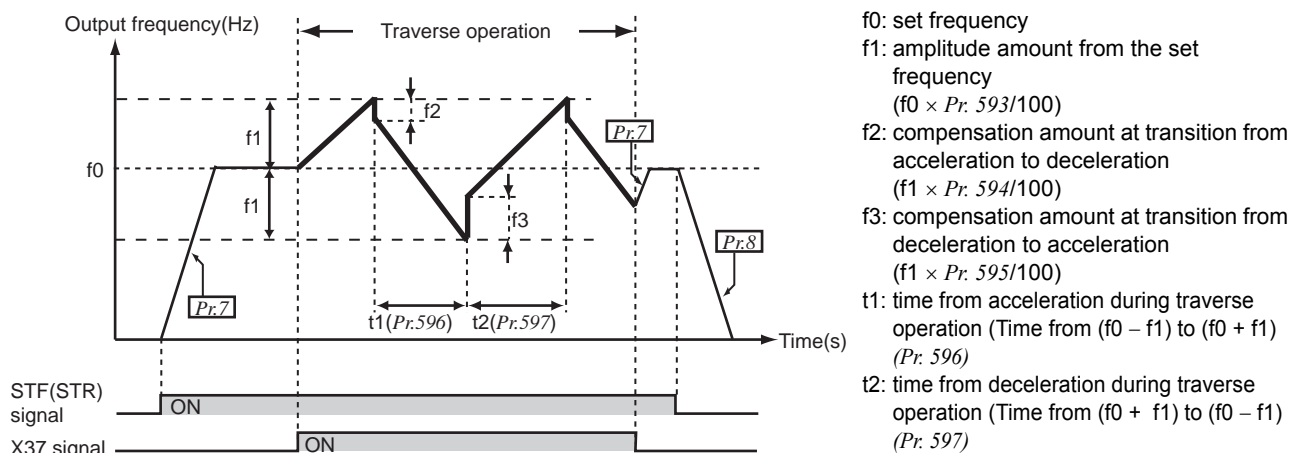 Output frequency(Hz)
Traverse operation
f1
f2
Pr.7
f0
f1
f3
Pr.8
Pr.7
t1(Pr.596)
t2(Pr.597)
Time(s)
STF(STR)
signal
ON
X37 signal
ON
f0: set frequency
f1: amplitude amount from the set
frequency
(f0 × Pr. 593/100)
f2: compensation amount at transition from
acceleration to deceleration
(f1 × Pr. 594/100)
f3: compensation amount at transition from
deceleration to acceleration
(f1 × Pr. 595/100)
t1: time from acceleration during traverse
operation (Time from (f0 – f1) to (f0 + f1)
(Pr. 596)
t2: time from deceleration during traverse
operation (Time from (f0 + f1) to (f0 – f1)
(Pr. 597)